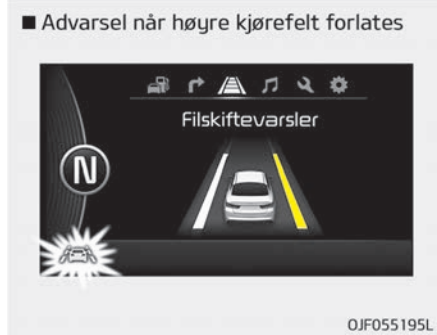 ■ Advarsel når høyre kjørefelt forlates
Filskiftevarsler
N
OJF055195L